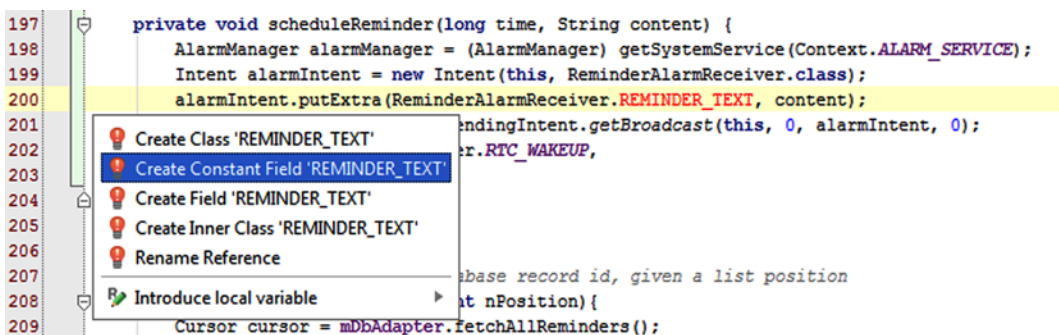 197 private void scheduleReminder(long time, String content) {
198 AlarmManager alarmManager = (AlarmManager) getSystemService(Context.ALARM_SERVICE);
199 Intent alarmIntent = new Intent(this, ReminderAlarmReceiver.class);
200 alarmIntent.putExtra(ReminderAlarmReceiver.REMINDER_TEXT, content);
201 endingIntent.getBroadcast(this, 0, alarmIntent, 0);
Create Class 'REMINDER_TEXT'
202 er.RTC_WAKEUP,
Create Constant Field 'REMINDER_TEXT'
203
204 Create Field 'REMINDER_TEXT'
205 Create Inner Class 'REMINDER_TEXT'
206 Rename Reference
207 abase record id, given a list position
208 Introduce local variable nt nPosition){
209 Cursor cursor = mDbAdapter.fetchAllReminders();